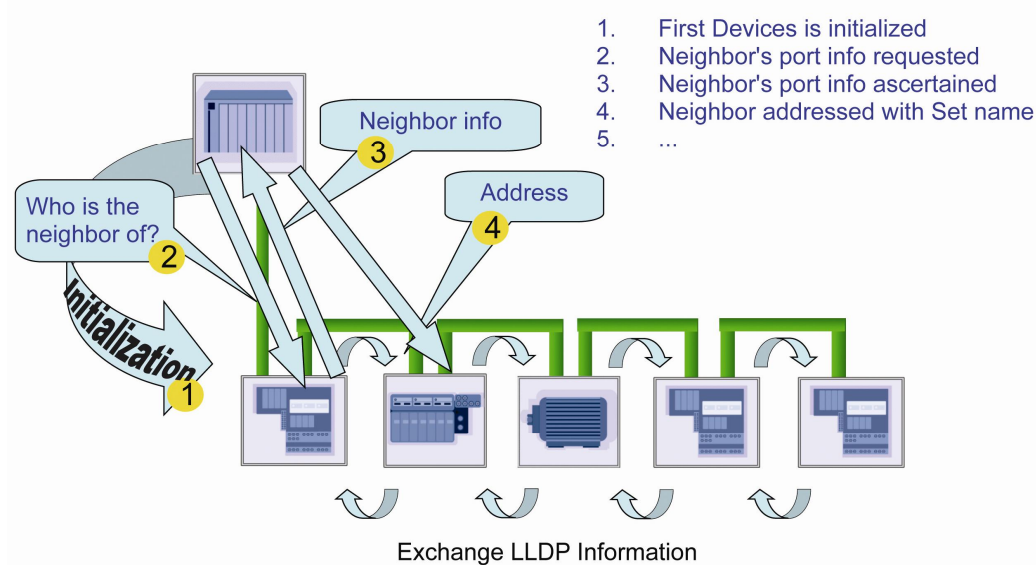 1. First Devices is initialized
2. Neighbor's port info requested
3. Neighbor's port info ascertained
4. Neighbor addressed with Set name
5. ...
Neighbor info
3
Address
4
Who is the
neighbor of?
2
Initialization
1
Exchange LLDP Information